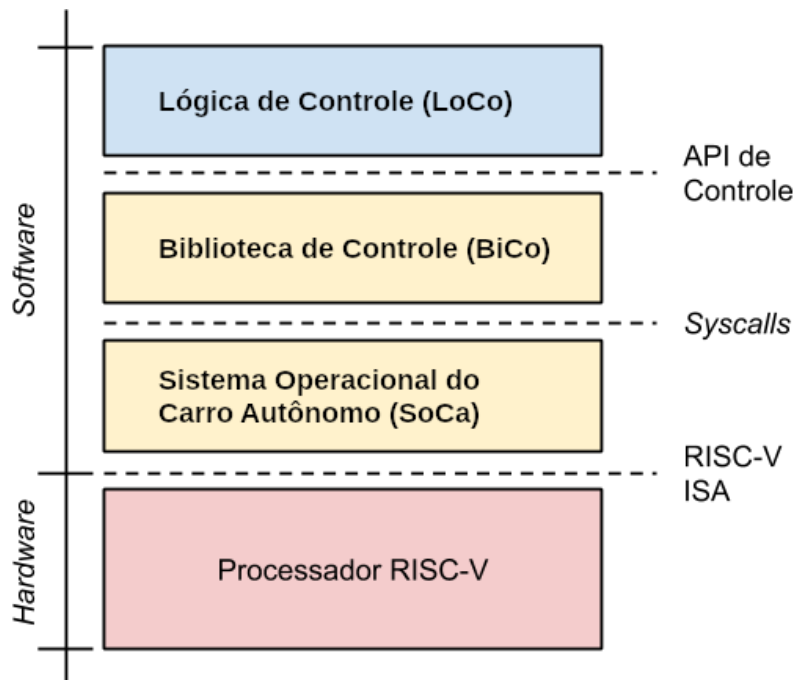 Lógica de Controle (LoCo)
API de
Controle
Biblioteca de Controle (BiCo)
Software
Syscalls
Sistema Operacional do
Carro Autônomo (SoCa)
RISC-V
ISA
Hardware
Processador RISC-V